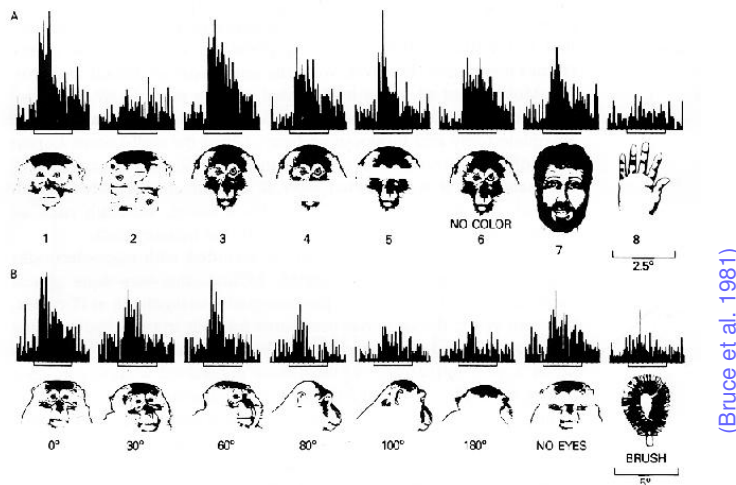 A
1 2 3 4 5 6 7 8
NO COLOR
2.5°
B
0° 30° 60° 80° 100° 180° NO EYES BRUSH
5°
(Bruce et al. 1981)